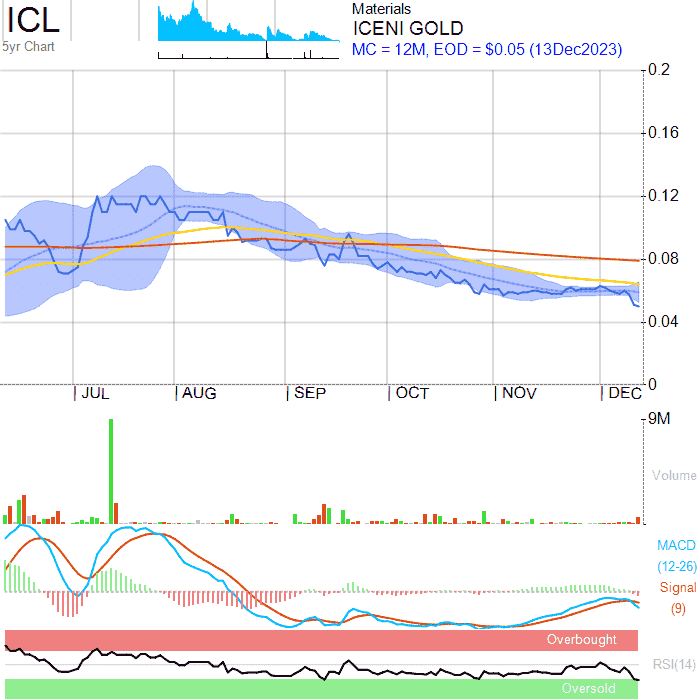 ICL
5yr Chart
Materials
ICENI GOLD
MC = 12M, EOD = $0.05 (13Dec2023)
0.2
0.16
0.12
0.08
0.04
0
JUL
AUG
SEP
OCT
NOV
DEC
9M
Volume
MACD
(12-26)
Signal
(9)
Overbought
RSI(14)
Oversold